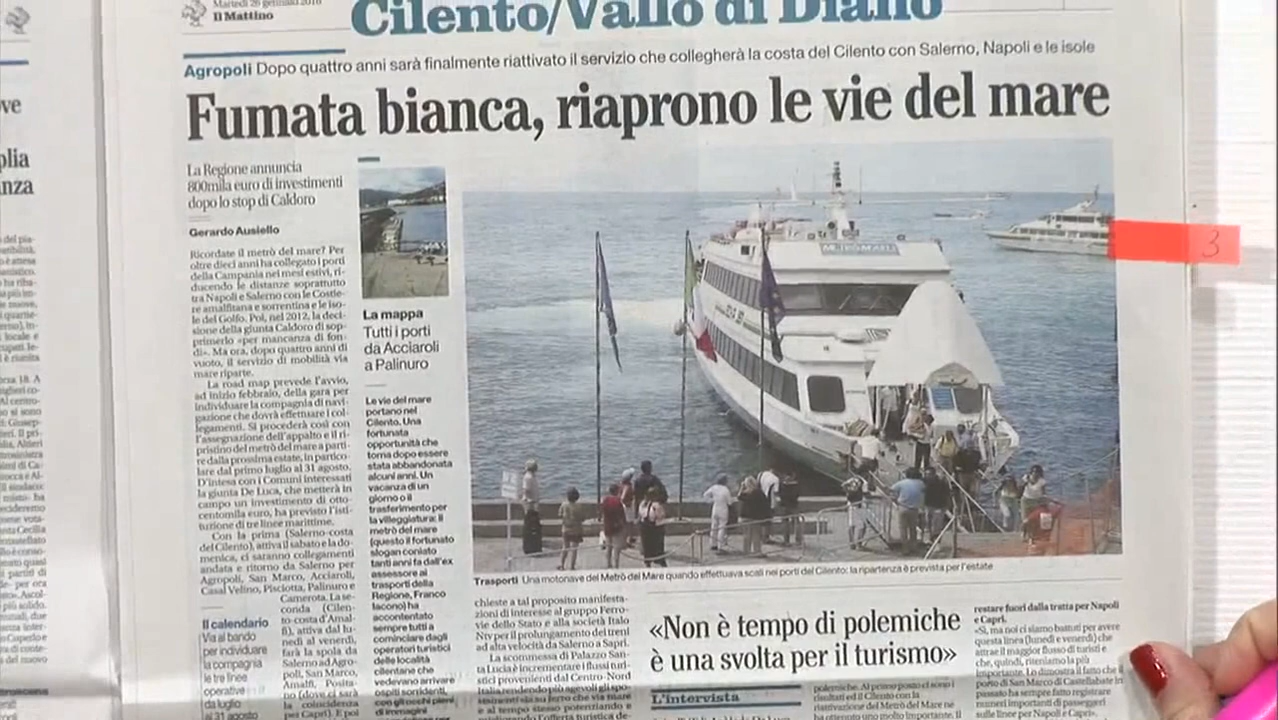 Martedì 26 gennaio 2016
Il Mattino
Cilento/Vallo di Diano
Agropoli Dopo quattro anni sarà finalmente riattivato il servizio che collegherà la costa del Cilento con Salerno, Napoli e le isole
Fumata bianca, riaprono le vie del mare
La Regione annuncia
800mila euro di investimenti
dopo lo stop di Caldoro
Gerardo Ausiello
Ricordate il metrò del mare? Per
oltre dieci anni ha collegato i porti
della Campania nei mesi estivi, ri-
ducendo le distanze soprattutto
tra Napoli e Salerno con le Costie-
re amalfitana e sorrentina e le iso-
le del Golfo. Poi, nel 2012, la deci-
sione della giunta Caldoro di sop-
primerlo «per mancanza di fon-
di». Ma ora, dopo quattro anni di
vuoto, il servizio di mobilità via
mare riparte.
La road map prevede l'avvio,
ad inizio febbraio, della gara per
individuare la compagnia di navi-
gazione che dovrà effettuare i col-
legamenti. Si procederà così con
l'assegnazione dell'appalto e il ri-
pristino del metrò del mare a parti-
re dalla prossima estate, in partico-
lare dal primo luglio al 31 agosto.
D'intesa con i Comuni interessati
la giunta De Luca, che metterà in
campo un investimento di otto-
centomila euro, ha previsto l'isti-
tuzione di tre linee marittime.
Con la prima (Salerno-costa
del Cilento), attiva il sabato e la do-
menica, ci saranno collegamenti
andata e ritorno da Salerno per
Agropoli, San Marco, Acciaroli,
Casal Velino, Pisciotta, Palinuro e
Camerota. La se-
conda (Cilen-
to-costa d'Amal-
fi), attiva dal lu-
nedì al venerdì,
farà la spola da
Salerno ad Agro-
poli, San Marco,
Amalfi, Posita-
no (dove ci sarà
la coincidenza
per Capri). E poi
Il calendario
Via al bando
per individuare
la compagnia
le tre linee
operative
da luglio
al 31 agosto
La mappa
Tutti i porti
da Acciaroli
a Palinuro
Le vie del mare
portano nel
Cilento. Una
fortunata
opportunità che
torna dopo essere
stata abbandonata
alcuni anni. Un
vacanza di un
giorno o il
trasferimento per
la villeggiatura: il
metrò del mare
(questo il fortunato
slogan coniato
tanti anni fa dall'ex
assessore ai
trasporti della
Regione, Franco
Iacono) ha
accontentato
sempre tutti a
cominciare dagli
operatori turistici
delle località
cilentane che
vedevano arrivare
ospiti sorridenti,
con gli occhi pieni
di immagini
METRO MARE
3
Trasporti Una motonave del Metrò del Mare quando effettuava scali nei porti del Cilento: la ripartenza è prevista per l'estate
chieste a tal proposito manifesta-
zioni di interesse al gruppo Ferro-
vie dello Stato e alla società Italo
Ntv per il prolungamento dei treni
ad alta velocità da Salerno a Sapri.
La scommessa di Palazzo San-
ta Lucia è incrementare i flussi turi-
stici provenienti dal Centro-Nord
«Non è tempo di polemiche
è una svolta per il turismo»
L'intervista
restare fuori dalla tratta per Napoli
e Capri.
«Sì, ma noi ci siamo battuti per avere
questa linea (lunedì e venerdì) che
attrae il maggior flusso di turisti e
che, quindi, riteniamo la più
importante. Lo dimostra il fatto che il
porto di San Marco di Castellabate in
passato ha sempre fatto registrare
numeri importanti di passeggeri
sulle linee per Napoli e Capri».